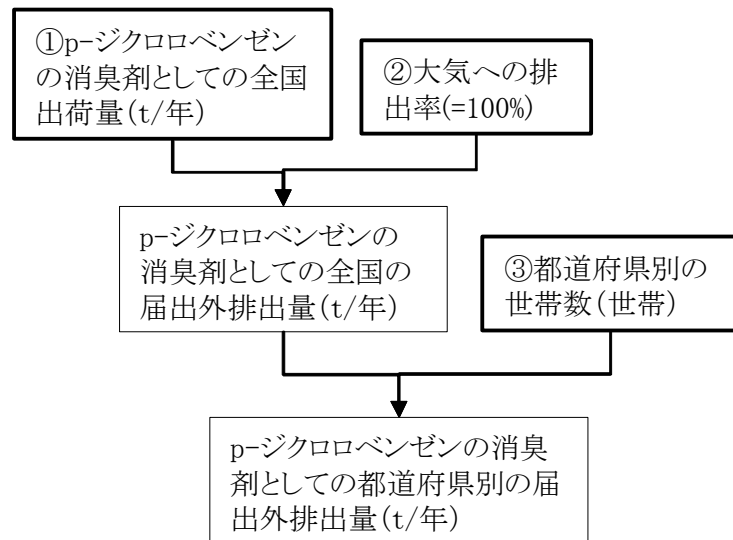 ①p-ジクロロベンゼン
の消臭剤としての全国
出荷量(t/年)
②大気への排
出率(=100%)
p-ジクロロベンゼンの
消臭剤としての全国の
届出外排出量(t/年)
③都道府県別の
世帯数(世帯)
p-ジクロロベンゼンの消臭
剤としての都道府県別の届
出外排出量(t/年)